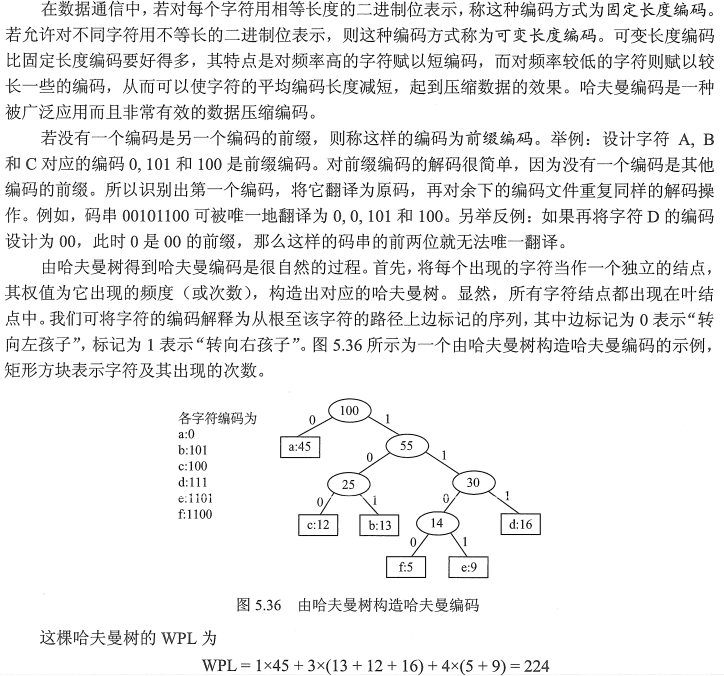 在数据通信中，若对每个字符用相等长度的二进制位表示，称这种编码方式为固定长度编码。
若允许对不同字符用不等长的二进制位表示，则这种编码方式称为可变长度编码。可变长度编码
比固定长度编码要好得多，其特点是对频率高的字符赋以短编码，而对频率较低的字符则赋以较
长一些的编码，从而可以使字符的平均编码长度减短，起到压缩数据的效果。哈夫曼编码是一种
被广泛应用而且非常有效的数据压缩编码。
若没有一个编码是另一个编码的前缀，则称这样的编码为前缀编码。举例：设计字符 A, B
和 C 对应的编码 0, 101 和 100 是前缀编码。对前缀编码的解码很简单，因为没有一个编码是其他
编码的前缀。所以识别出第一个编码，将它翻译为原码，再对余下的编码文件重复同样的解码操
作。例如，码串 00101100 可被唯一地翻译为 0, 0, 101 和 100。另举反例：如果再将字符 D 的编码
设计为 00，此时 0 是 00 的前缀，那么这样的码串的前两位就无法唯一翻译。
由哈夫曼树得到哈夫曼编码是很自然的过程。首先，将每个出现的字符当作一个独立的结点，
其权值为它出现的频度（或次数），构造出对应的哈夫曼树。显然，所有字符结点都出现在叶结
点中。我们可将字符的编码解释为从根至该字符的路径上边标记的序列，其中边标记为 0 表示“转
向左孩子”，标记为 1 表示“转向右孩子”。图 5.36 所示为一个由哈夫曼树构造哈夫曼编码的示例，
矩形方块表示字符及其出现的次数。
各字符编码为
a:0
b:101
c:100
d:111
e:1101
f:1100
100
0 1
a:45
55
0 1
25
30
0 1
0 1
c:12
b:13
14
d:16
0 1
f:5
e:9
图 5.36 由哈夫曼树构造哈夫曼编码
这棵哈夫曼树的 WPL 为
WPL = 1×45 + 3×(13 + 12 + 16) + 4×(5 + 9) = 224